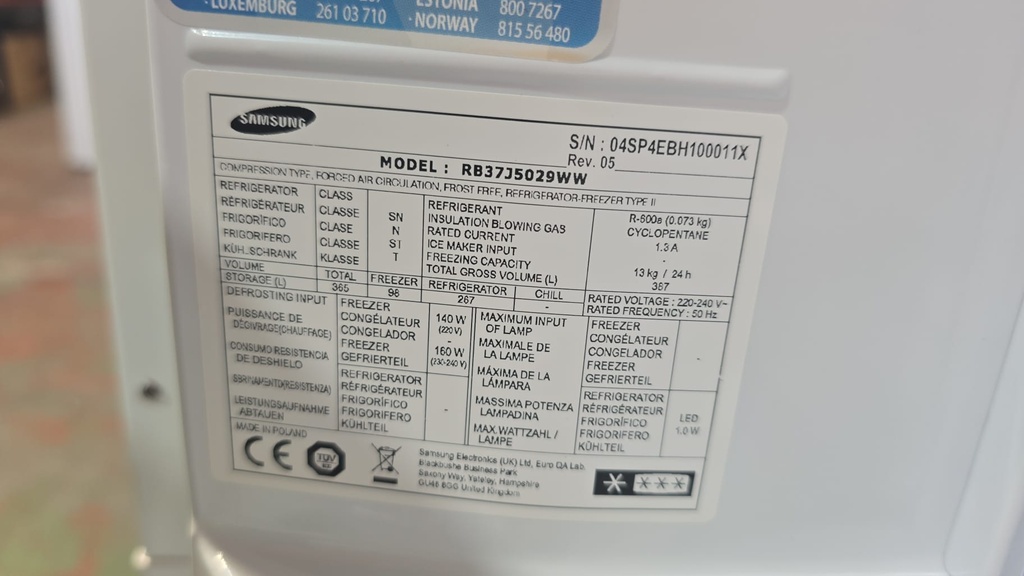 LUXEMBURG 261 03 710
ESTONIA 800 7267
· NORWAY 815 56 480
SAMSUNG
S/N : 04SP4EBH100011X
Rev. 05
MODEL : RB37J5029WW
COMPRESSION TYPE, FORCED AIR CIRCULATION, FROST FREE, REFRIGERATOR-FREEZER TYPE II
REFRIGERATOR CLASS
RÉFRIGÉRATEUR CLASSE SN
FRIGORÍFICO CLASE N
FRIGORIFERO CLASSE ST
KÜHLSCHRANK KLASSE T
REFRIGERANT R-600a (0.073 kg)
INSULATION BLOWING GAS CYCLOPENTANE
RATED CURRENT 1.3 A
ICE MAKER INPUT -
FREEZING CAPACITY 13 kg / 24 h
TOTAL GROSS VOLUME (L) 367
VOLUME TOTAL FREEZER REFRIGERATOR CHILL
STORAGE (L) 365 98 267 -
RATED VOLTAGE : 220-240 V~
RATED FREQUENCY : 50 Hz
DEFROSTING INPUT
PUISSANCE DE
DÉGIVRAGE(CHAUFFAGE)
CONSUMO RESISTENCIA
DE DESHIELO
SBRINAMENTO(RESISTENZA)
LEISTUNGSAUFNAHME
ABTAUEN
FREEZER
CONGÉLATEUR
CONGELADOR
FREEZER
GEFRIERTEIL
140 W
(220 V)
-
160 W
(230-240 V)
REFRIGERATOR
RÉFRIGÉRATEUR
FRIGORÍFICO
FRIGORIFERO
KÜHLTEIL
-
MAXIMUM INPUT
OF LAMP
MAXIMALE DE
LA LAMPE
MÁXIMA DE LA
LÁMPARA
MASSIMA POTENZA
LAMPADINA
MAX.WATTZAHL /
LAMPE
FREEZER
CONGÉLATEUR
CONGELADOR
FREEZER
GEFRIERTEIL
-
REFRIGERATOR
RÉFRIGÉRATEUR
FRIGORÍFICO
FRIGORIFERO
KÜHLTEIL
LED
1.0 W
MADE IN POLAND
CE
TÜV
Samsung Electronics (UK) Ltd, Euro QA Lab.
Blackbushe Business Park
Saxony Way, Yateley, Hampshire
GU46 6GG United Kingdom